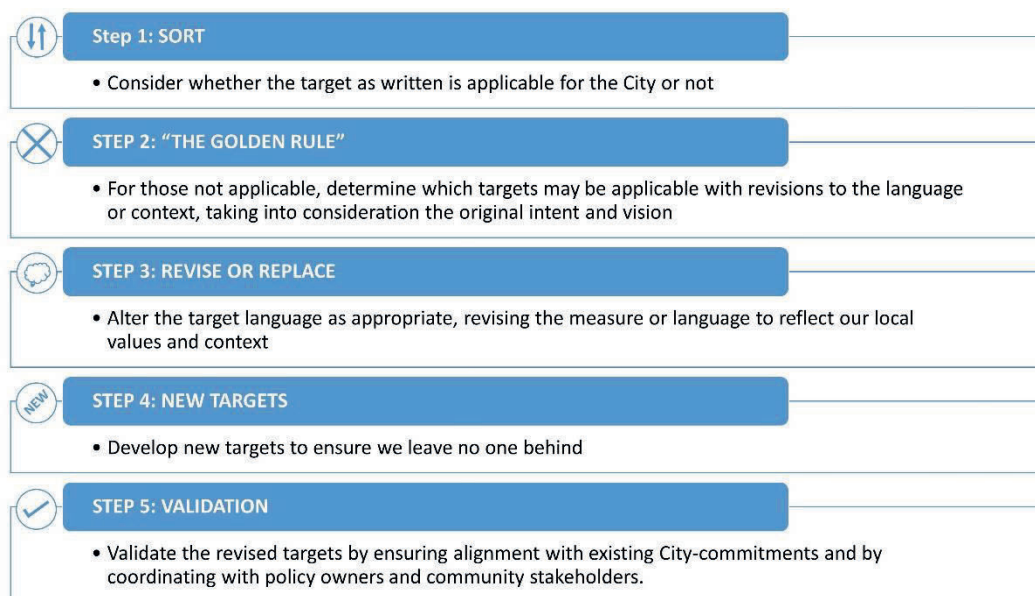 Step 1: SORT
• Consider whether the target as written is applicable for the City or not
STEP 2: “THE GOLDEN RULE”
• For those not applicable, determine which targets may be applicable with revisions to the language
or context, taking into consideration the original intent and vision
STEP 3: REVISE OR REPLACE
• Alter the target language as appropriate, revising the measure or language to reflect our local
values and context
NEW
STEP 4: NEW TARGETS
• Develop new targets to ensure we leave no one behind
STEP 5: VALIDATION
• Validate the revised targets by ensuring alignment with existing City-commitments and by
coordinating with policy owners and community stakeholders.